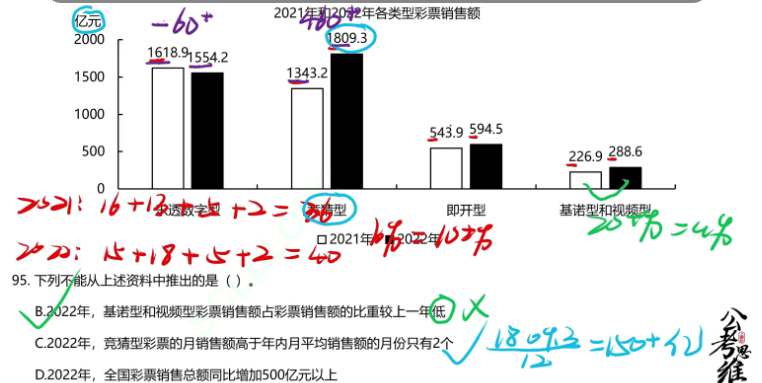 2021年和2022年各类型彩票销售额
亿元 -60+ 460+
2000
1500
1000
500
0
1618.9 1554.2 1343.2 1809.3 543.9 594.5 226.9 288.6
透数字型 竞猜型 即开型 基诺型和视频型
2021: 16+13+5+2=36
□2021年 ■2022年
20+%=4%
2022: 15+18+5+2=40
95. 下列不能从上述资料中推出的是（ ）。
B.2022年，基诺型和视频型彩票销售额占彩票销售额的比重较上一年低
C.2022年，竞猜型彩票的月销售额高于年内月平均销售额的月份只有2个
1809.3/12=150+亿
D.2022年，全国彩票销售总额同比增加500亿元以上
公考思维